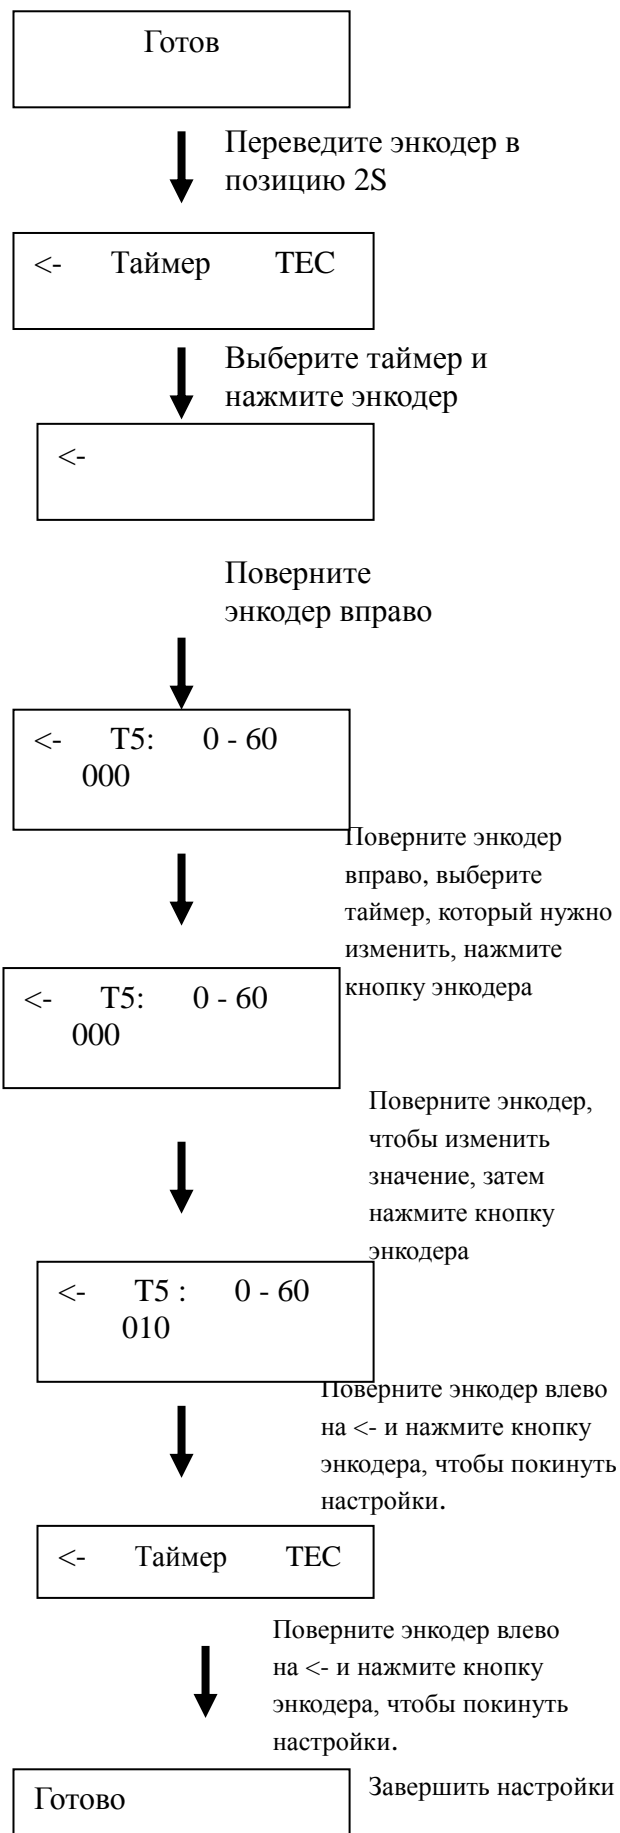 Готов
Переведите энкодер в
позицию 2S
<- Таймер ТЕС
Выберите таймер и
нажмите энкодер
<-
Поверните
энкодер вправо
<- T5: 0 - 60
000
Поверните энкодер
вправо, выберите
таймер, который нужно
изменить, нажмите
кнопку энкодера
<- T5: 0 - 60
000
Поверните энкодер,
чтобы изменить
значение, затем
нажмите кнопку
энкодера
<- T5 : 0 - 60
010
Поверните энкодер влево
на <- и нажмите кнопку
энкодера, чтобы покинуть
настройки.
<- Таймер ТЕС
Поверните энкодер влево
на <- и нажмите кнопку
энкодера, чтобы покинуть
настройки.
Готово
Завершить настройки